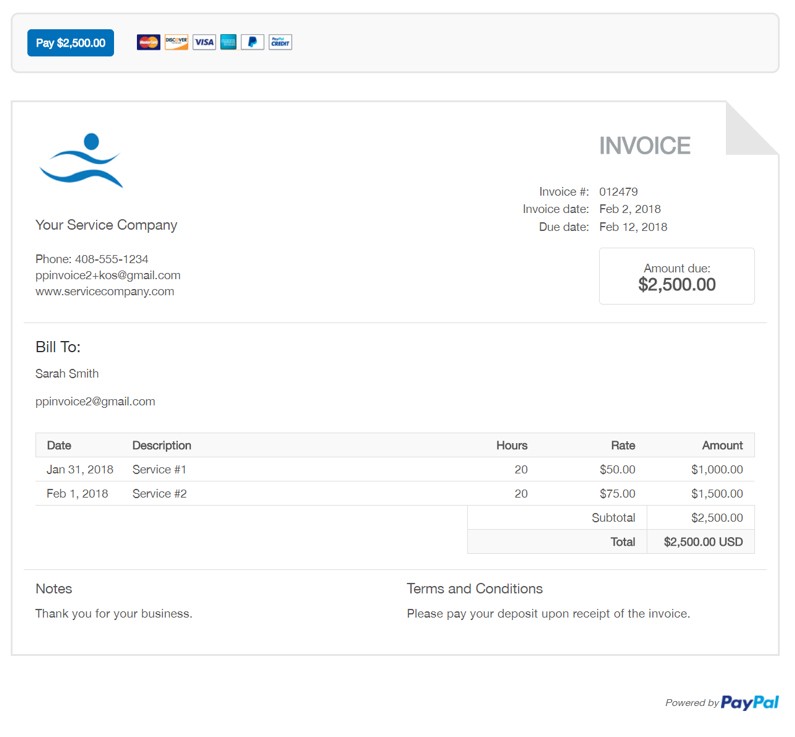 Pay $2,500.00
MasterCard DISCOVER VISA PayPal CREDIT
INVOICE
Invoice #: 012479
Invoice date: Feb 2, 2018
Due date: Feb 12, 2018
Your Service Company
Phone: 408-555-1234
ppinvoice2+kos@gmail.com
www.servicecompany.com
Amount due:
$2,500.00
Bill To:
Sarah Smith
ppinvoice2@gmail.com
Date Description Hours Rate Amount
Jan 31, 2018 Service #1 20 $50.00 $1,000.00
Feb 1, 2018 Service #2 20 $75.00 $1,500.00
Subtotal $2,500.00
Total $2,500.00 USD
Notes
Thank you for your business.
Terms and Conditions
Please pay your deposit upon receipt of the invoice.
Powered by PayPal